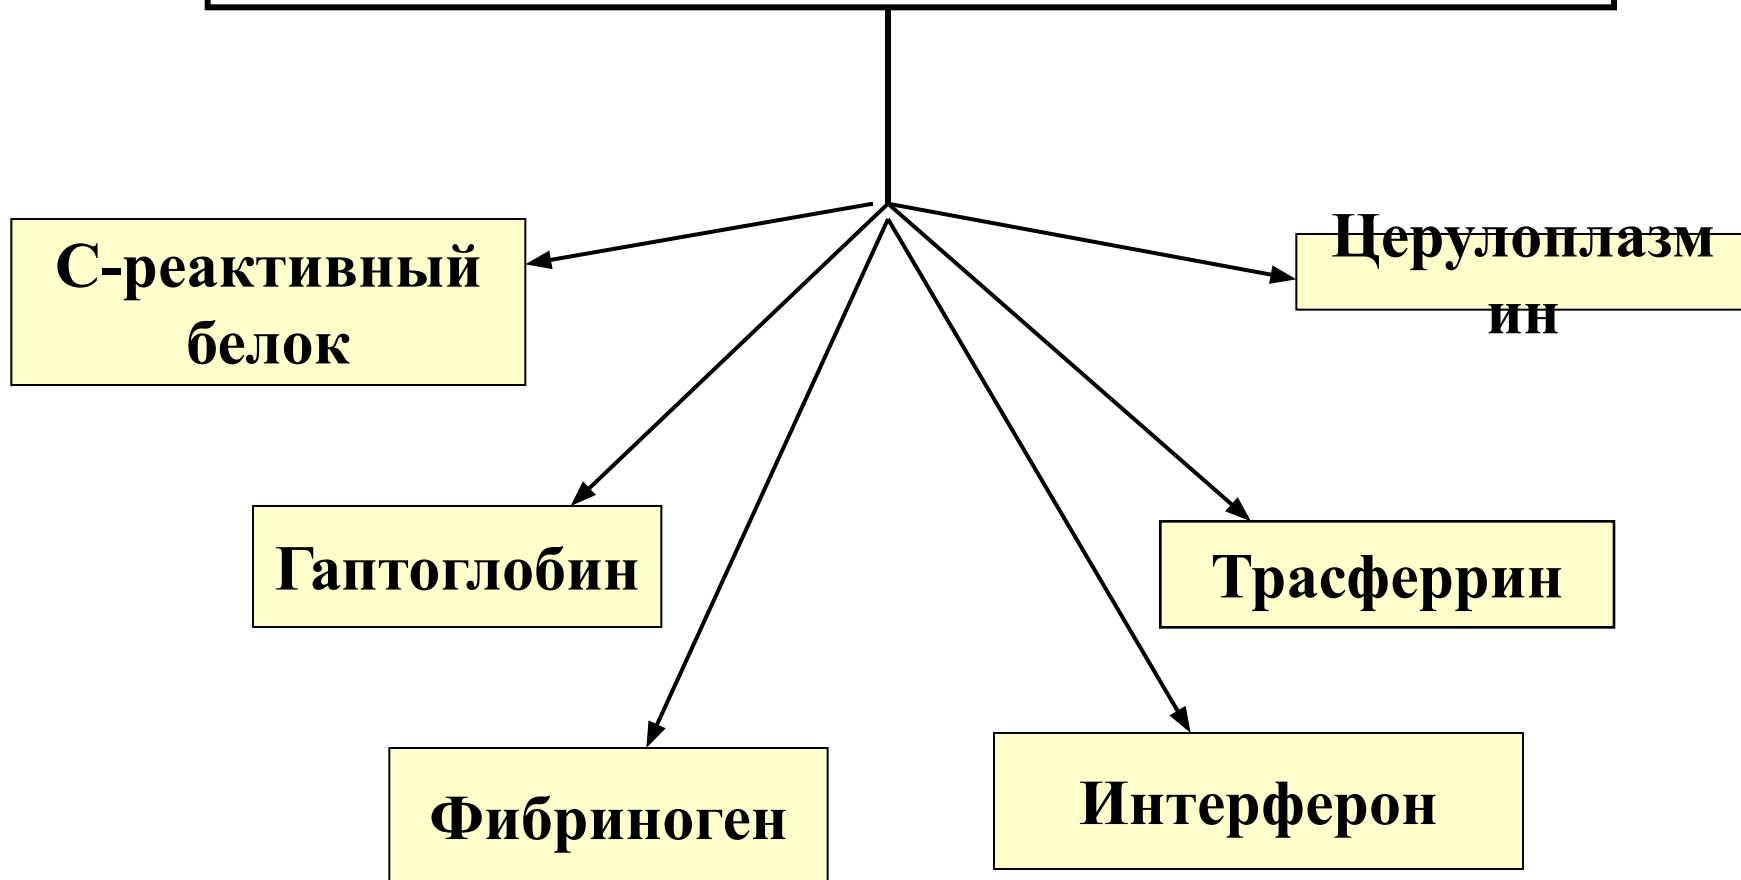 С-реактивный
белок
Церулоплазм
ин
Гаптоглобин
Трасферрин
Фибриноген
Интерферон